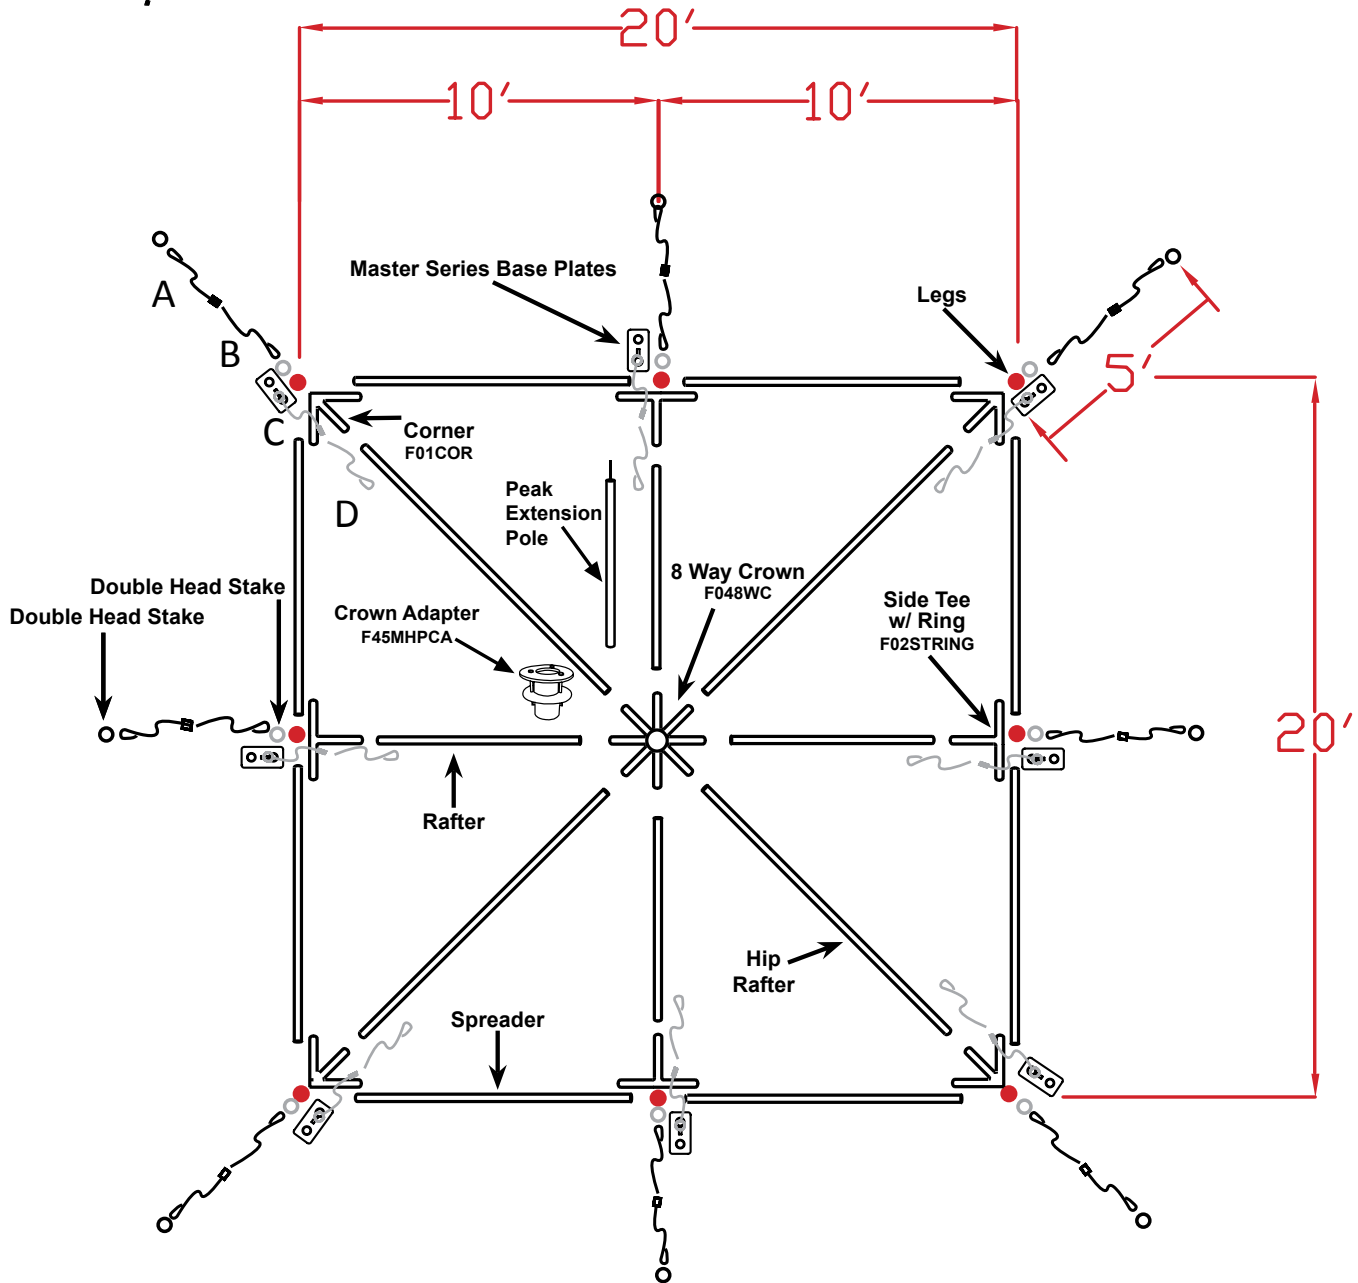 20'
10'
10'
Master Series Base Plates
Legs
A
B
5'
C
Corner
F01COR
D
Peak
Extension
Pole
8 Way Crown
F048WC
Double Head Stake
Double Head Stake
Crown Adapter
F45MHPCA
Side Tee
w/ Ring
F02STRING
20'
Rafter
Hip
Rafter
Spreader